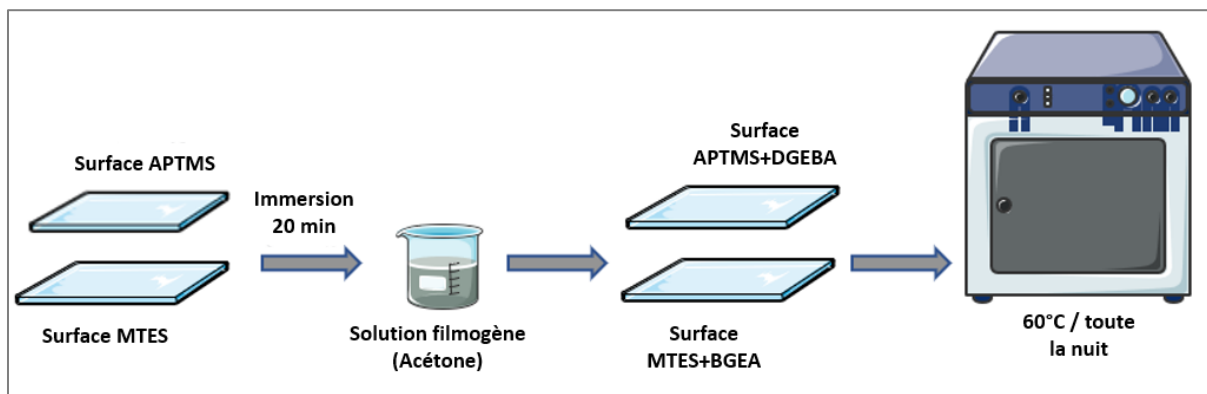 Surface APTMS
Surface MTES
Immersion
20 min
Solution filmogène
(Acétone)
Surface
APTMS+DGEBA
Surface
MTES+BGEA
60°C / toute
la nuit